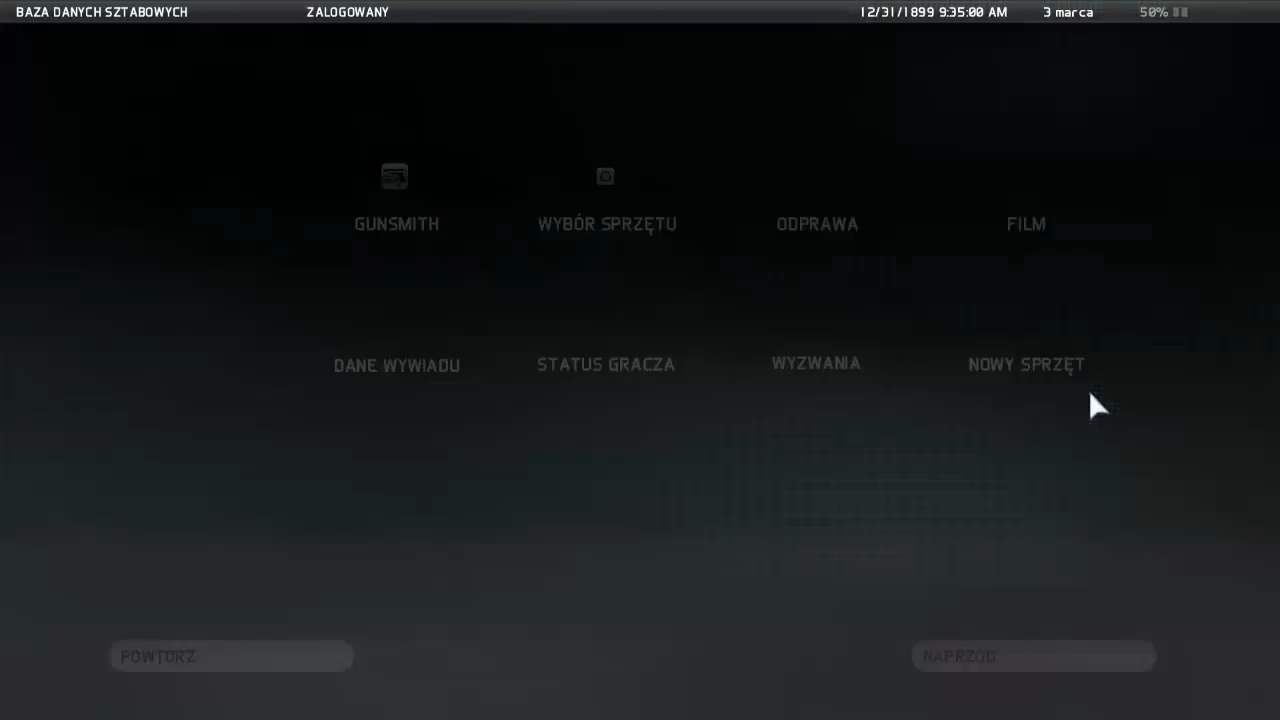 BAZA DANYCH SZTABOWYCH ZALOGOWANY 12/31/1899 9:35:00 AM 3 marca 50%
GUNSMITH WYBÓR SPRZĘTU ODPRAWA FILM
DANE WYWIADU STATUS GRACZA WYZWANIA NOWY SPRZĘT
POWTÓRZ NAPRZÓD